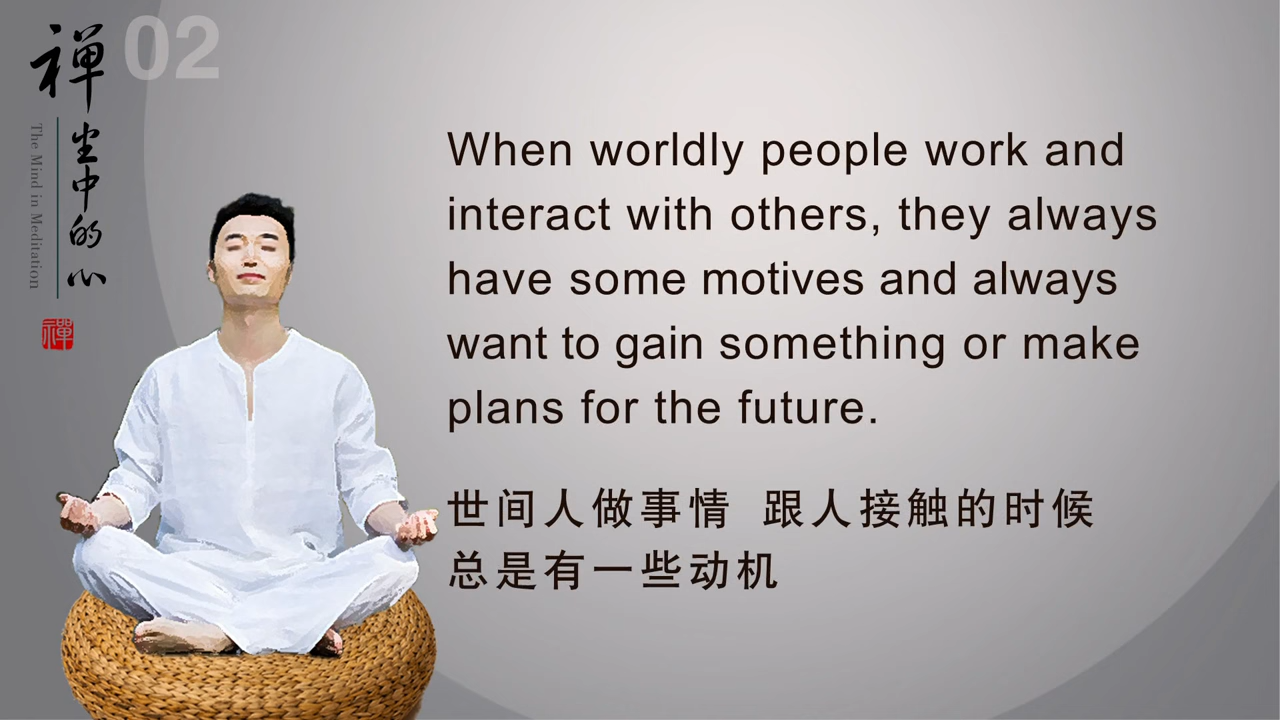 禅
02
坐中的心
The Mind in Meditation
禪
When worldly people work and
interact with others, they always
have some motives and always
want to gain something or make
plans for the future.
世间人做事情 跟人接触的时候
总是有一些动机